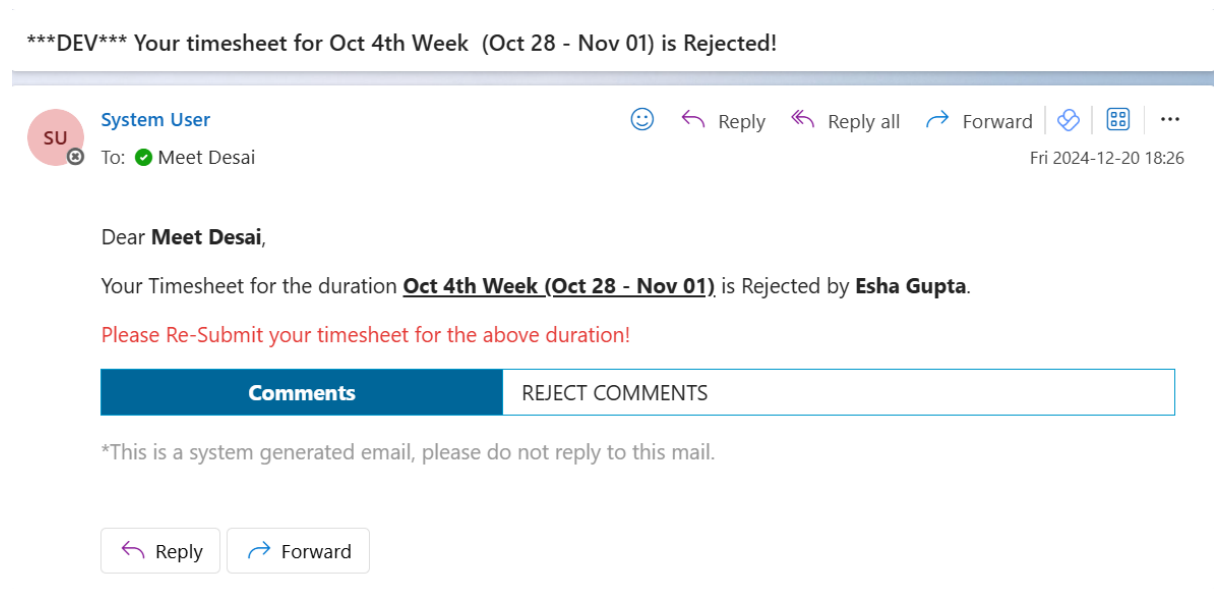 ***DEV*** Your timesheet for Oct 4th Week  (Oct 28 - Nov 01) is Rejected!
SU
System User
Reply
Reply all
Forward
To: Meet Desai
Fri 2024-12-20 18:26
Dear Meet Desai,
Your Timesheet for the duration Oct 4th Week (Oct 28 - Nov 01) is Rejected by Esha Gupta.
Please Re-Submit your timesheet for the above duration!
Comments REJECT COMMENTS
*This is a system generated email, please do not reply to this mail.
Reply Forward